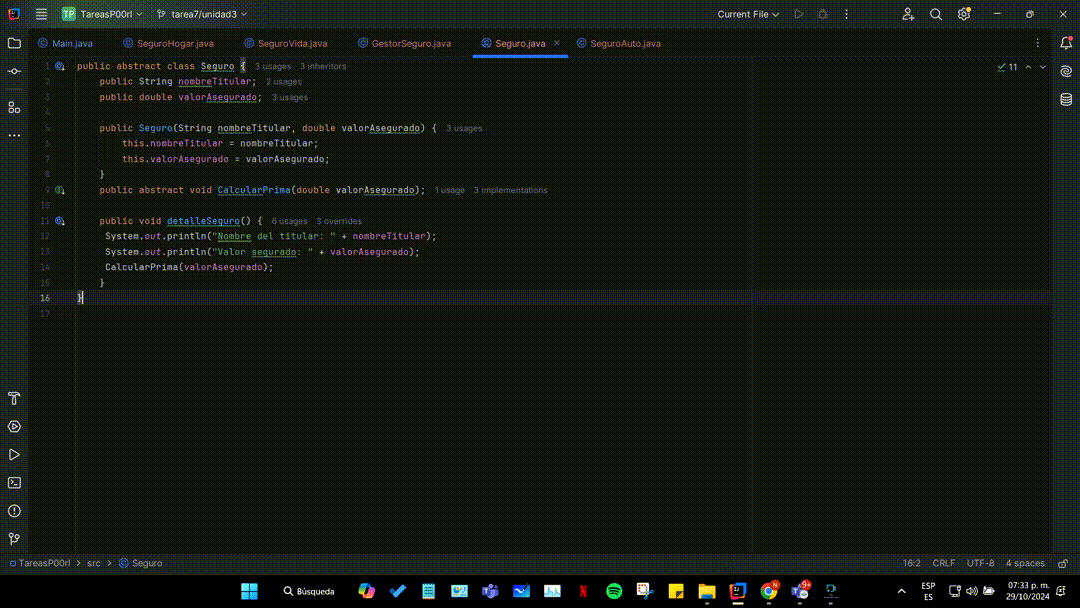 TP TareasP00rl tarea7/unidad3 Current File
Main.java SeguroHogar.java SeguroVida.java GestorSeguro.java Seguro.java SeguroAuto.java
1 public abstract class Seguro { 3 usages 3 inheritors 11
2 public String nombreTitular; 2 usages
3 public double valorAsegurado; 3 usages
4
5 public Seguro(String nombreTitular, double valorAsegurado) { 3 usages
6 this.nombreTitular = nombreTitular;
7 this.valorAsegurado = valorAsegurado;
8 }
9 public abstract void CalcularPrima(double valorAsegurado); 1 usage 3 implementations
10
11 public void detalleSeguro() { 6 usages 3 overrides
12 System.out.println("Nombre del titular: " + nombreTitular);
13 System.out.println("Valor segurado: " + valorAsegurado);
14 CalcularPrima(valorAsegurado);
15 }
16 }
17
TareasP00rl > src > Seguro 16:2 CRLF UTF-8 4 spaces
Búsqueda N 9+ ESP ES 07:33 p. m. 29/10/2024